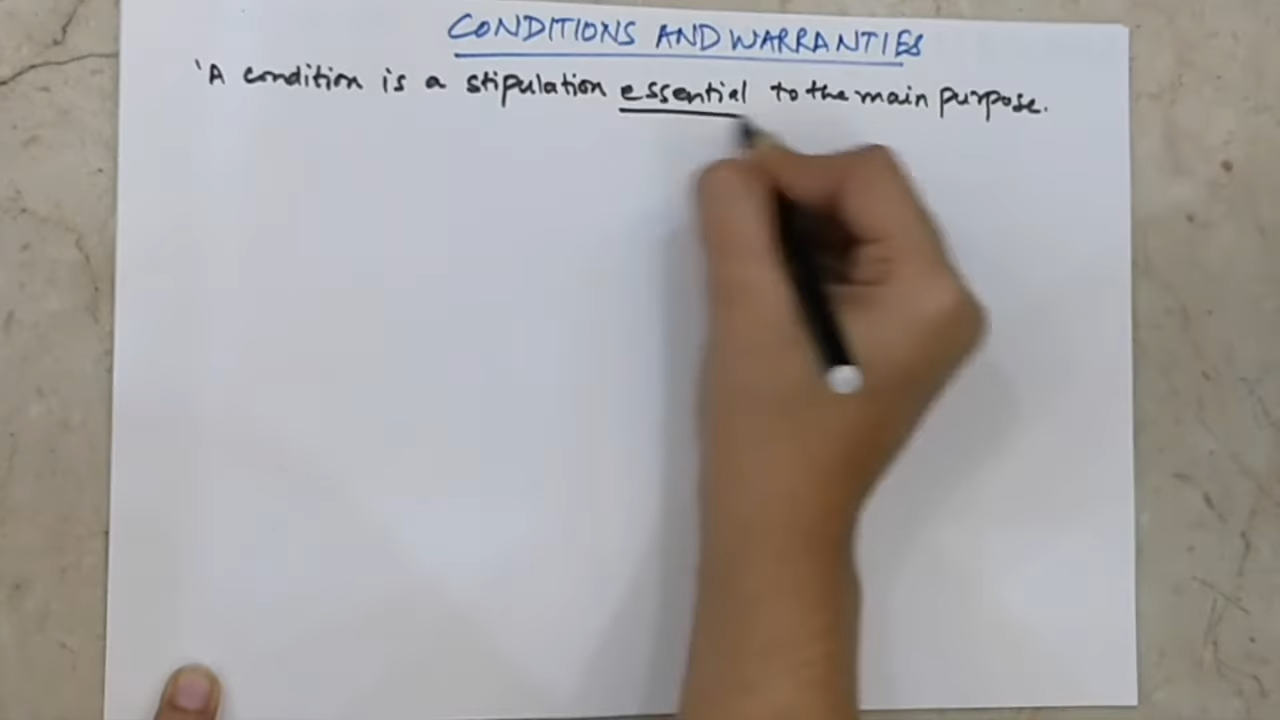 CONDITIONS AND WARRANTIES
'A condition is a stipulation essential to the main purpose.